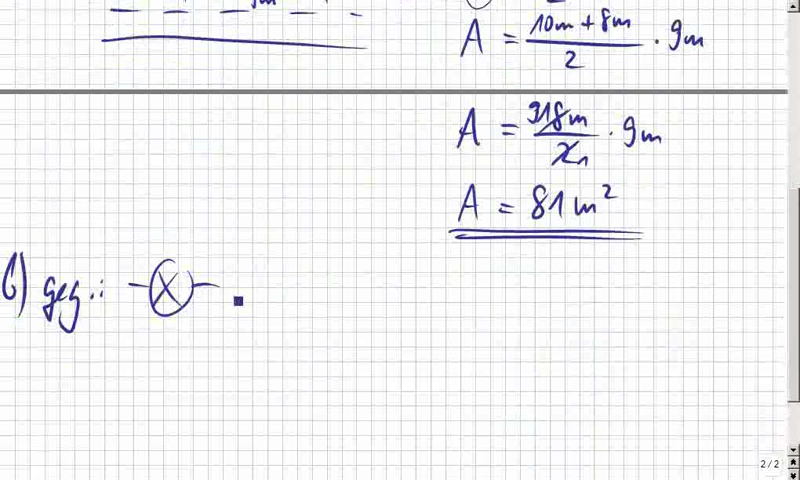 A = 10m + 8m / 2 · 9m
A = 18m / 2 · 9m
A = 81m²
b) geg.:
2/2